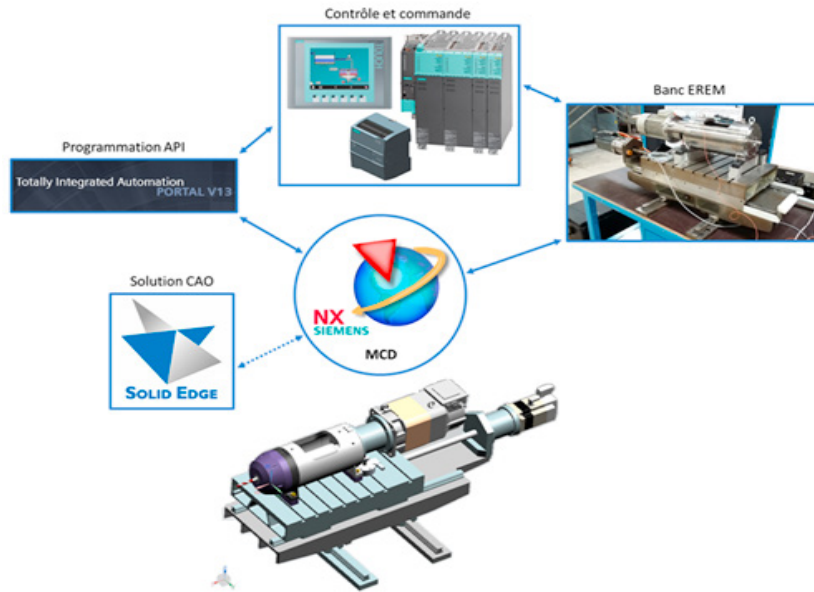 Contrôle et commande
Banc EREM
Programmation API
Totally Integrated Automation
PORTAL V13
Solution CAO
NX
SIEMENS
MCD
SOLID EDGE